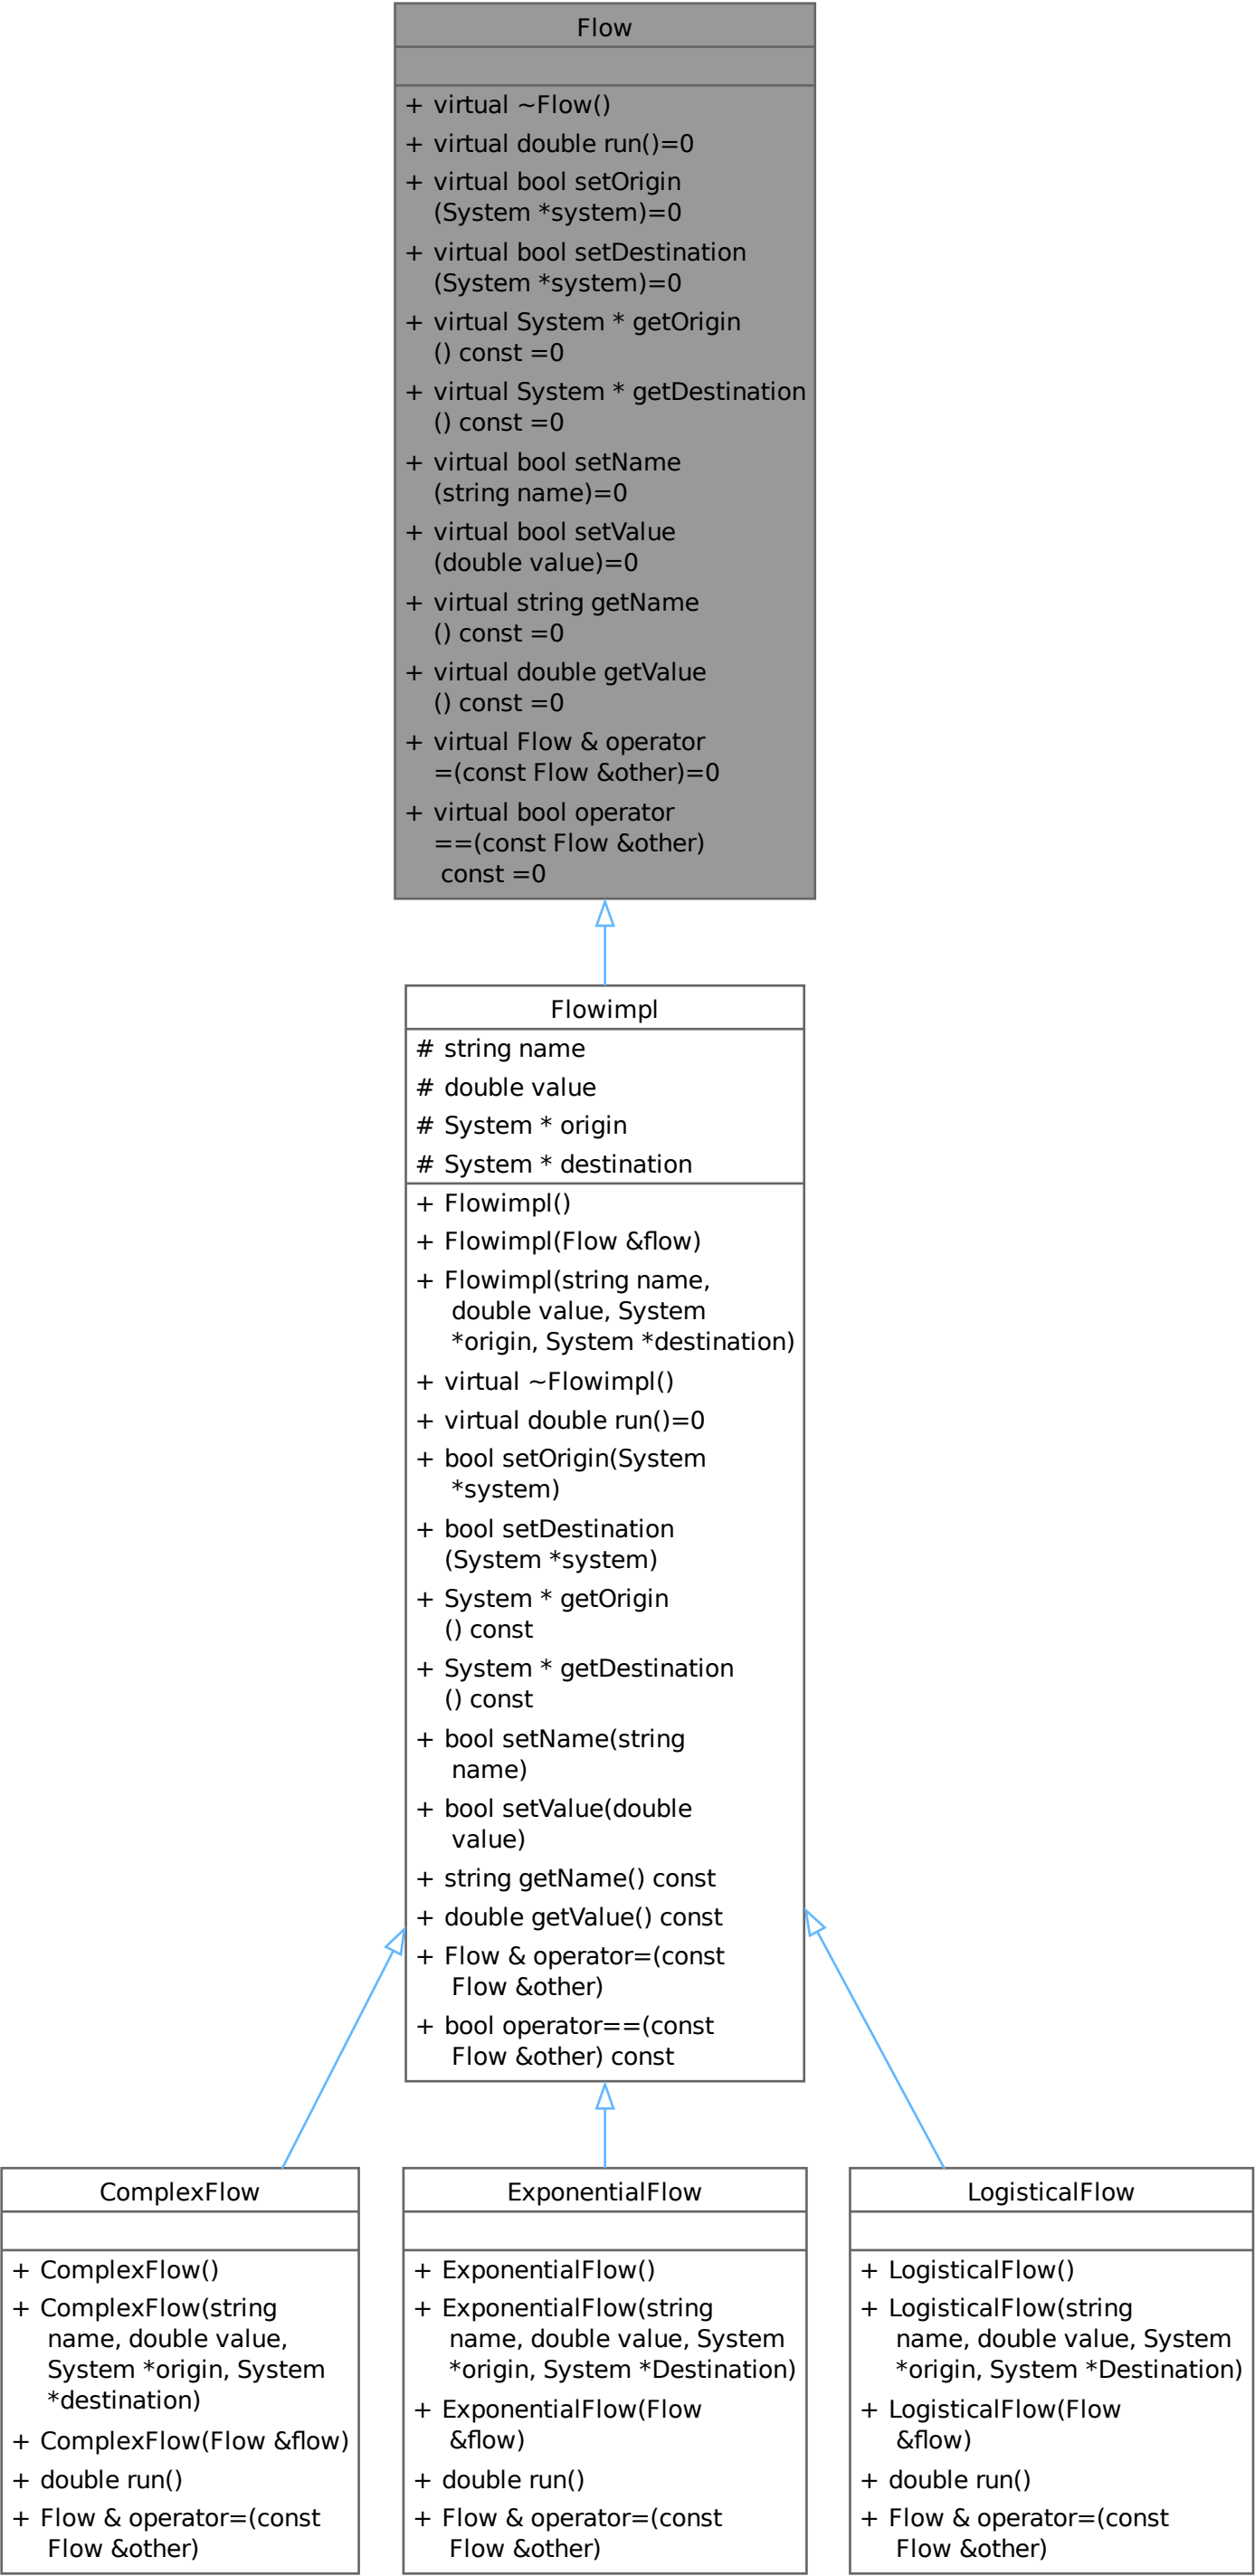 Flow
+ virtual ~Flow()
+ virtual double run()=0
+ virtual bool setOrigin
(System *system)=0
+ virtual bool setDestination
(System *system)=0
+ virtual System * getOrigin
() const =0
+ virtual System * getDestination
() const =0
+ virtual bool setName
(string name)=0
+ virtual bool setValue
(double value)=0
+ virtual string getName
() const =0
+ virtual double getValue
() const =0
+ virtual Flow & operator
=(const Flow &other)=0
+ virtual bool operator
==(const Flow &other)
const =0
Flowimpl
# string name
# double value
# System * origin
# System * destination
+ Flowimpl()
+ Flowimpl(Flow &flow)
+ Flowimpl(string name,
double value, System
*origin, System *destination)
+ virtual ~Flowimpl()
+ virtual double run()=0
+ bool setOrigin(System
*system)
+ bool setDestination
(System *system)
+ System * getOrigin
() const
+ System * getDestination
() const
+ bool setName(string
name)
+ bool setValue(double
value)
+ string getName() const
+ double getValue() const
+ Flow & operator=(const
Flow &other)
+ bool operator==(const
Flow &other) const
ComplexFlow
+ ComplexFlow()
+ ComplexFlow(string
name, double value,
System *origin, System
*destination)
+ ComplexFlow(Flow &flow)
+ double run()
+ Flow & operator=(const
Flow &other)
ExponentialFlow
+ ExponentialFlow()
+ ExponentialFlow(string
name, double value, System
*origin, System *Destination)
+ ExponentialFlow(Flow
&flow)
+ double run()
+ Flow & operator=(const
Flow &other)
LogisticalFlow
+ LogisticalFlow()
+ LogisticalFlow(string
name, double value, System
*origin, System *Destination)
+ LogisticalFlow(Flow
&flow)
+ double run()
+ Flow & operator=(const
Flow &other)